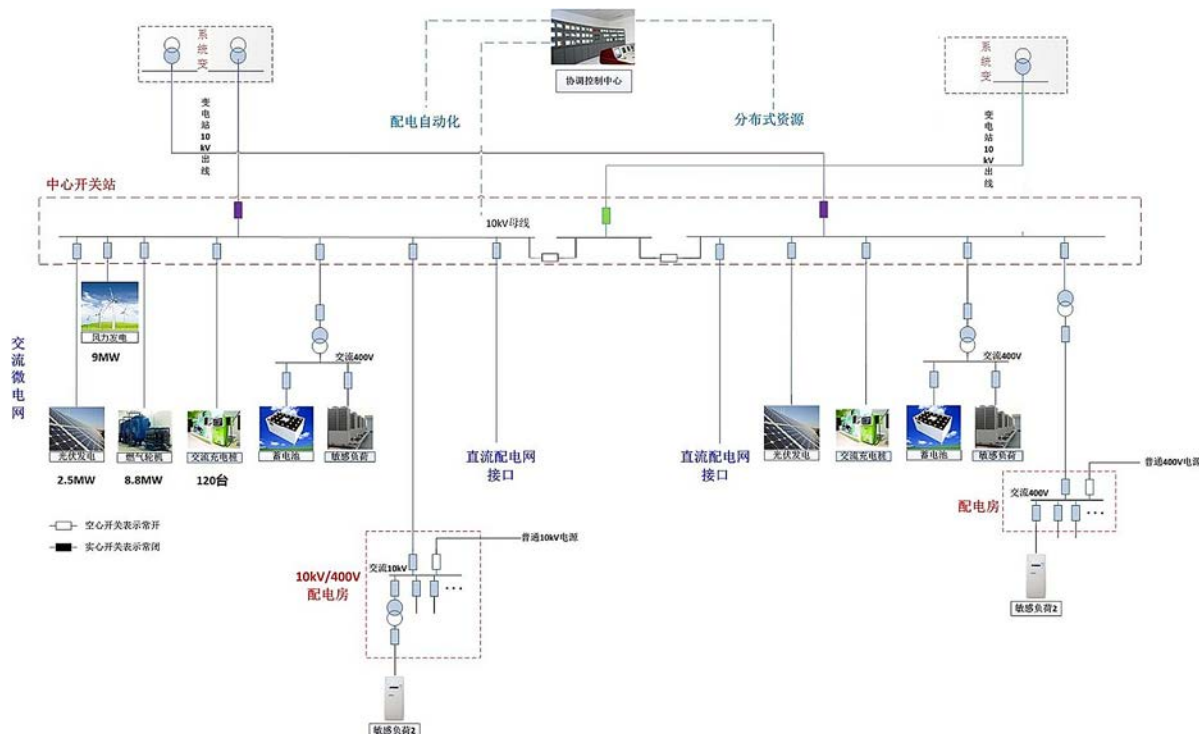 系统变
系统变
协调控制中心
变电站10kV出线
配电自动化
分布式资源
变电站10kV出线
中心开关站
10kV母线
交流微电网
风力发电
9MW
交流400V
交流400V
光伏发电
燃气轮机
交流充电桩
蓄电池
敏感负荷
直流配电网
接口
直流配电网
接口
光伏发电
交流充电桩
蓄电池
敏感负荷
2.5MW
8.8MW
120台
普通400V电源
交流400V
配电房
空心开关表示常开
实心开关表示常闭
普通10kV电源
交流10kV
10kV/400V
配电房
敏感负荷2
敏感负荷2